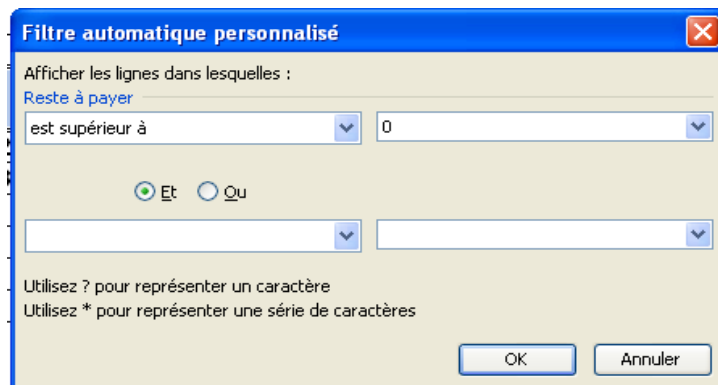 Filtre automatique personnalisé
Afficher les lignes dans lesquelles :
Reste à payer
est supérieur à 0
Et Ou
Utilisez ? pour représenter un caractère
Utilisez * pour représenter une série de caractères
OK Annuler